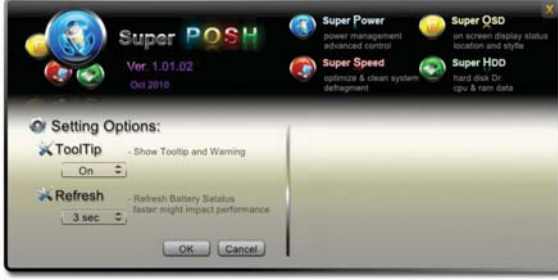 Super POSH
Ver. 1.01.02
Oct 2010
Super Power
power management
advanced control
Super OSD
on screen display status
location and stytle
Super Speed
optimize & clean system
defragment
Super HDD
hard disk Dr.
cpu & ram data
X
Setting Options:
ToolTip - Show Tooltip and Warning
On
Refresh - Refresh Battery Satatus
faster might impact performance
3 sec
OK Cancel